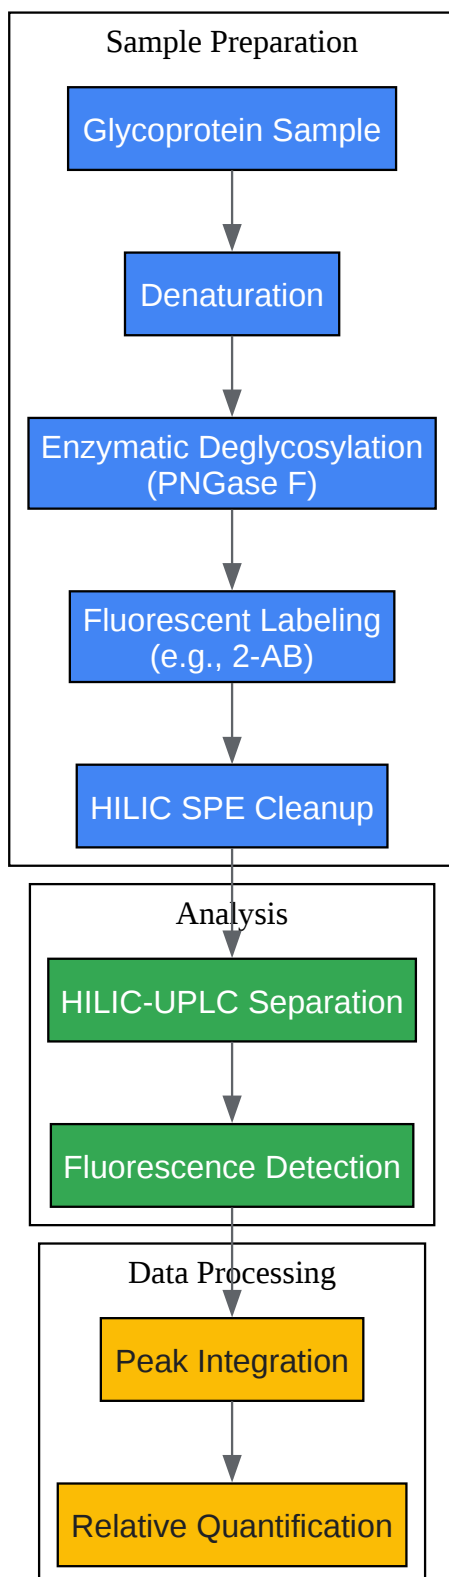 Sample Preparation
Glycoprotein Sample
Denaturation
Enzymatic Deglycosylation
(PNGase F)
Fluorescent Labeling
(e.g., 2-AB)
HILIC SPE Cleanup
Analysis
HILIC-UPLC Separation
Fluorescence Detection
Data Processing
Peak Integration
Relative Quantification